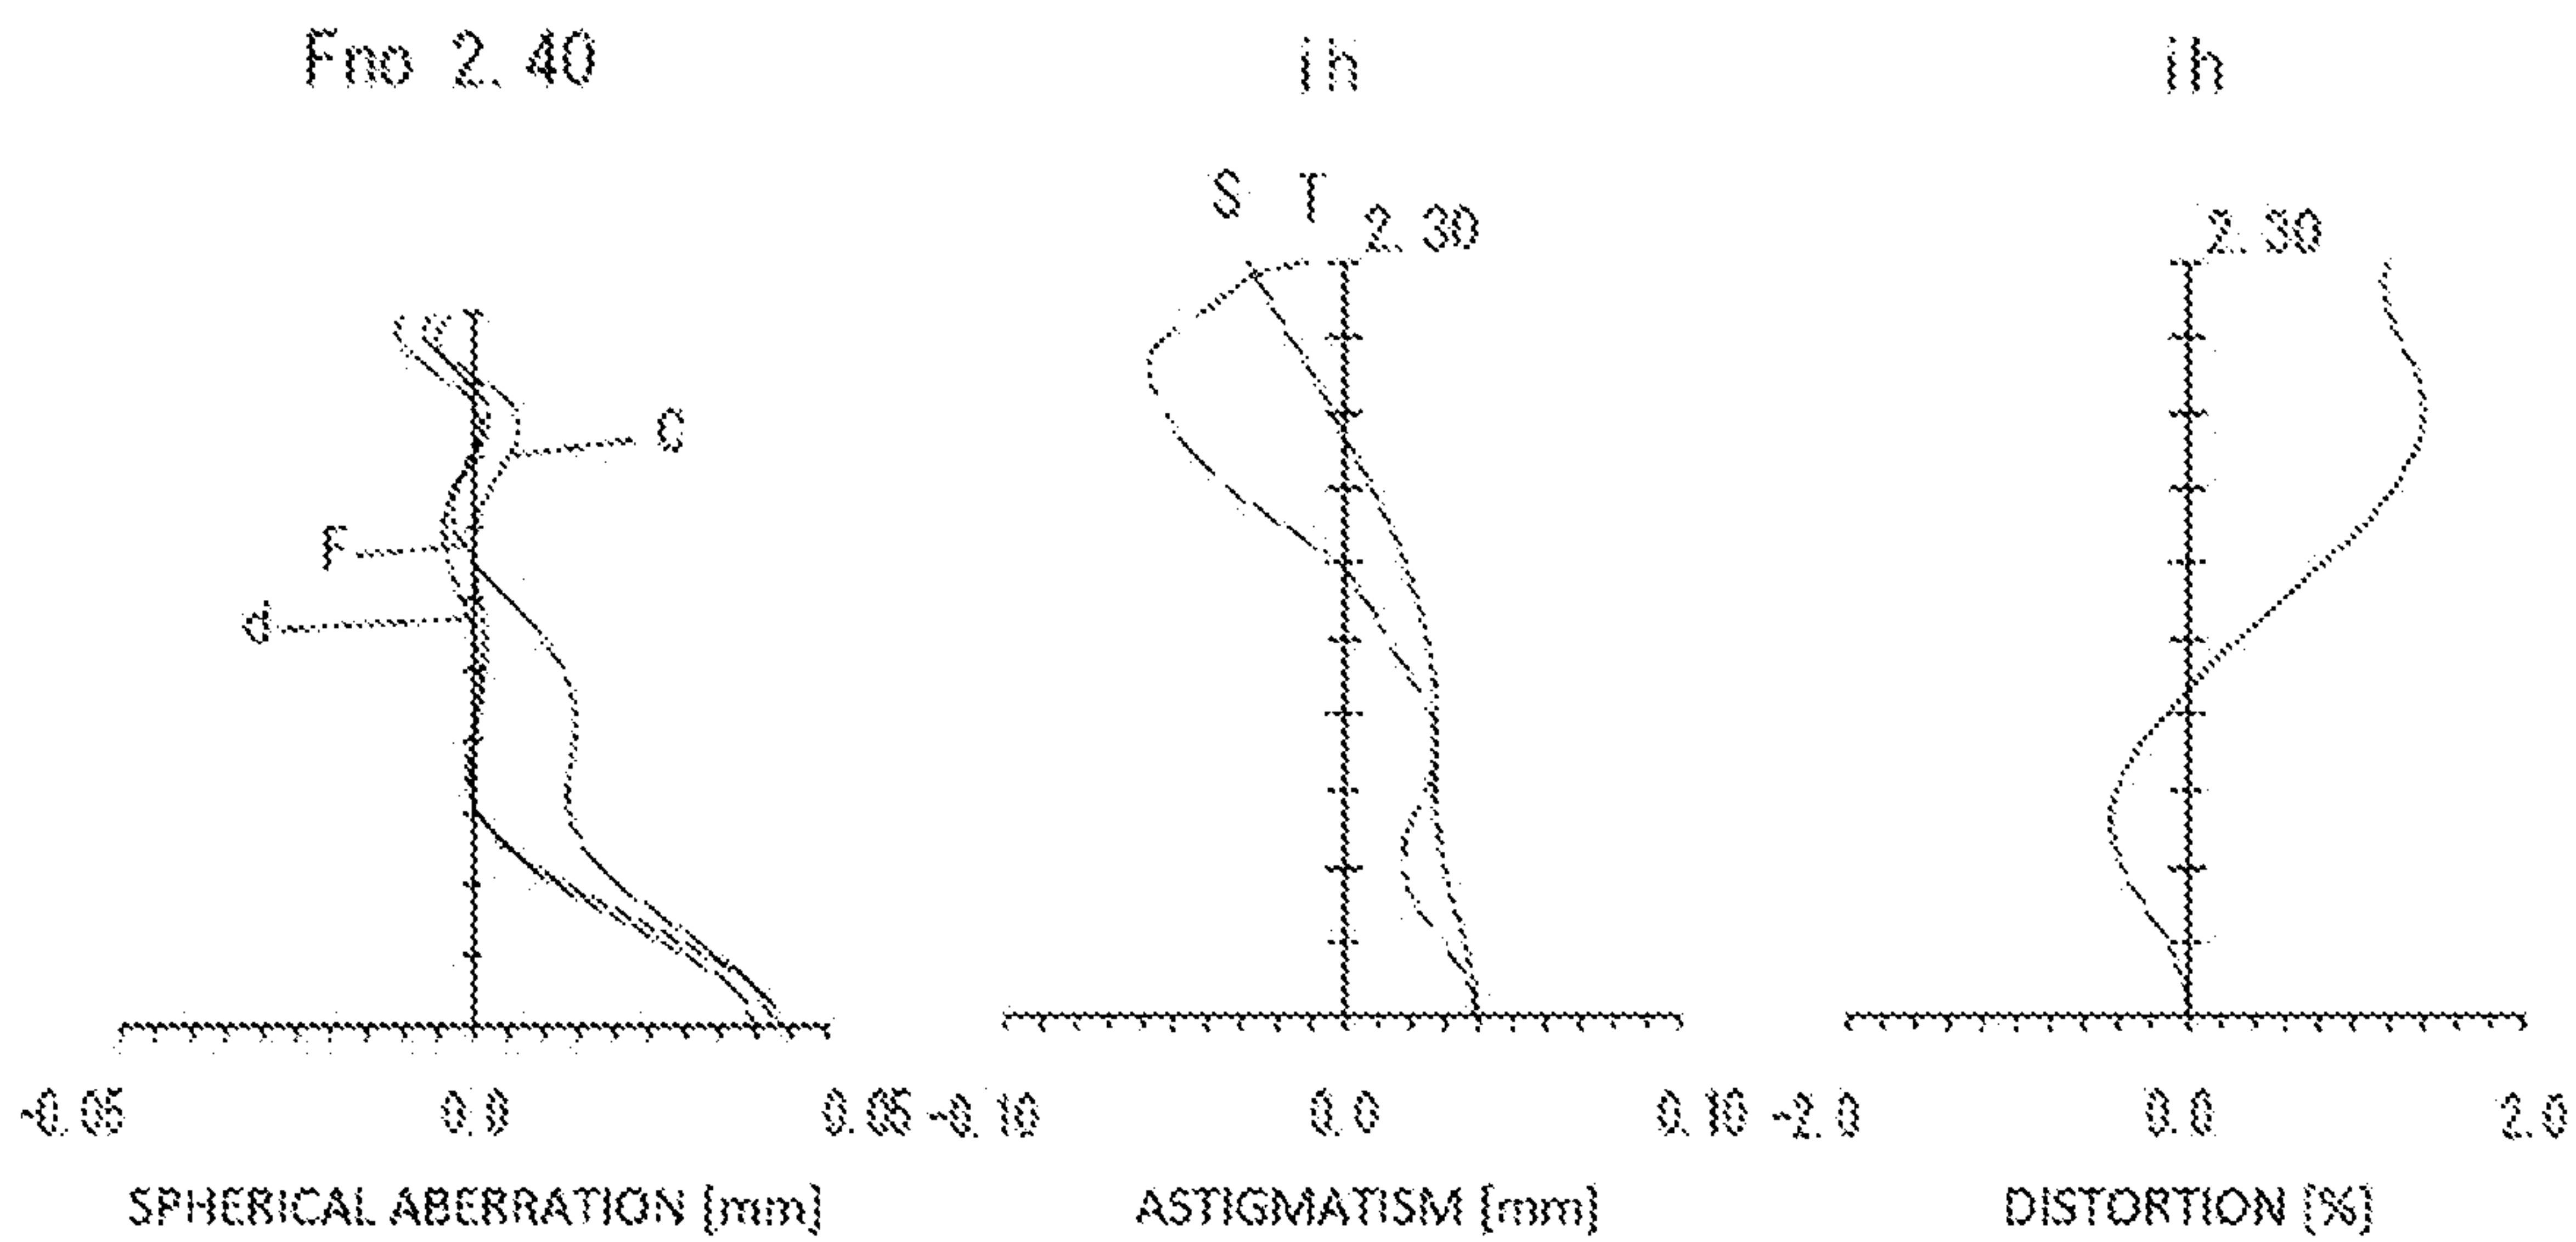 Fno 2.40
ih
ih
S T
2.30
2.30
C
F
d
-0.05 0.0 0.05
-0.10 0.0 0.10
-2.0 0.0 2.0
SPHERICAL ABERRATION [mm]
ASTIGMATISM [mm]
DISTORTION [%]